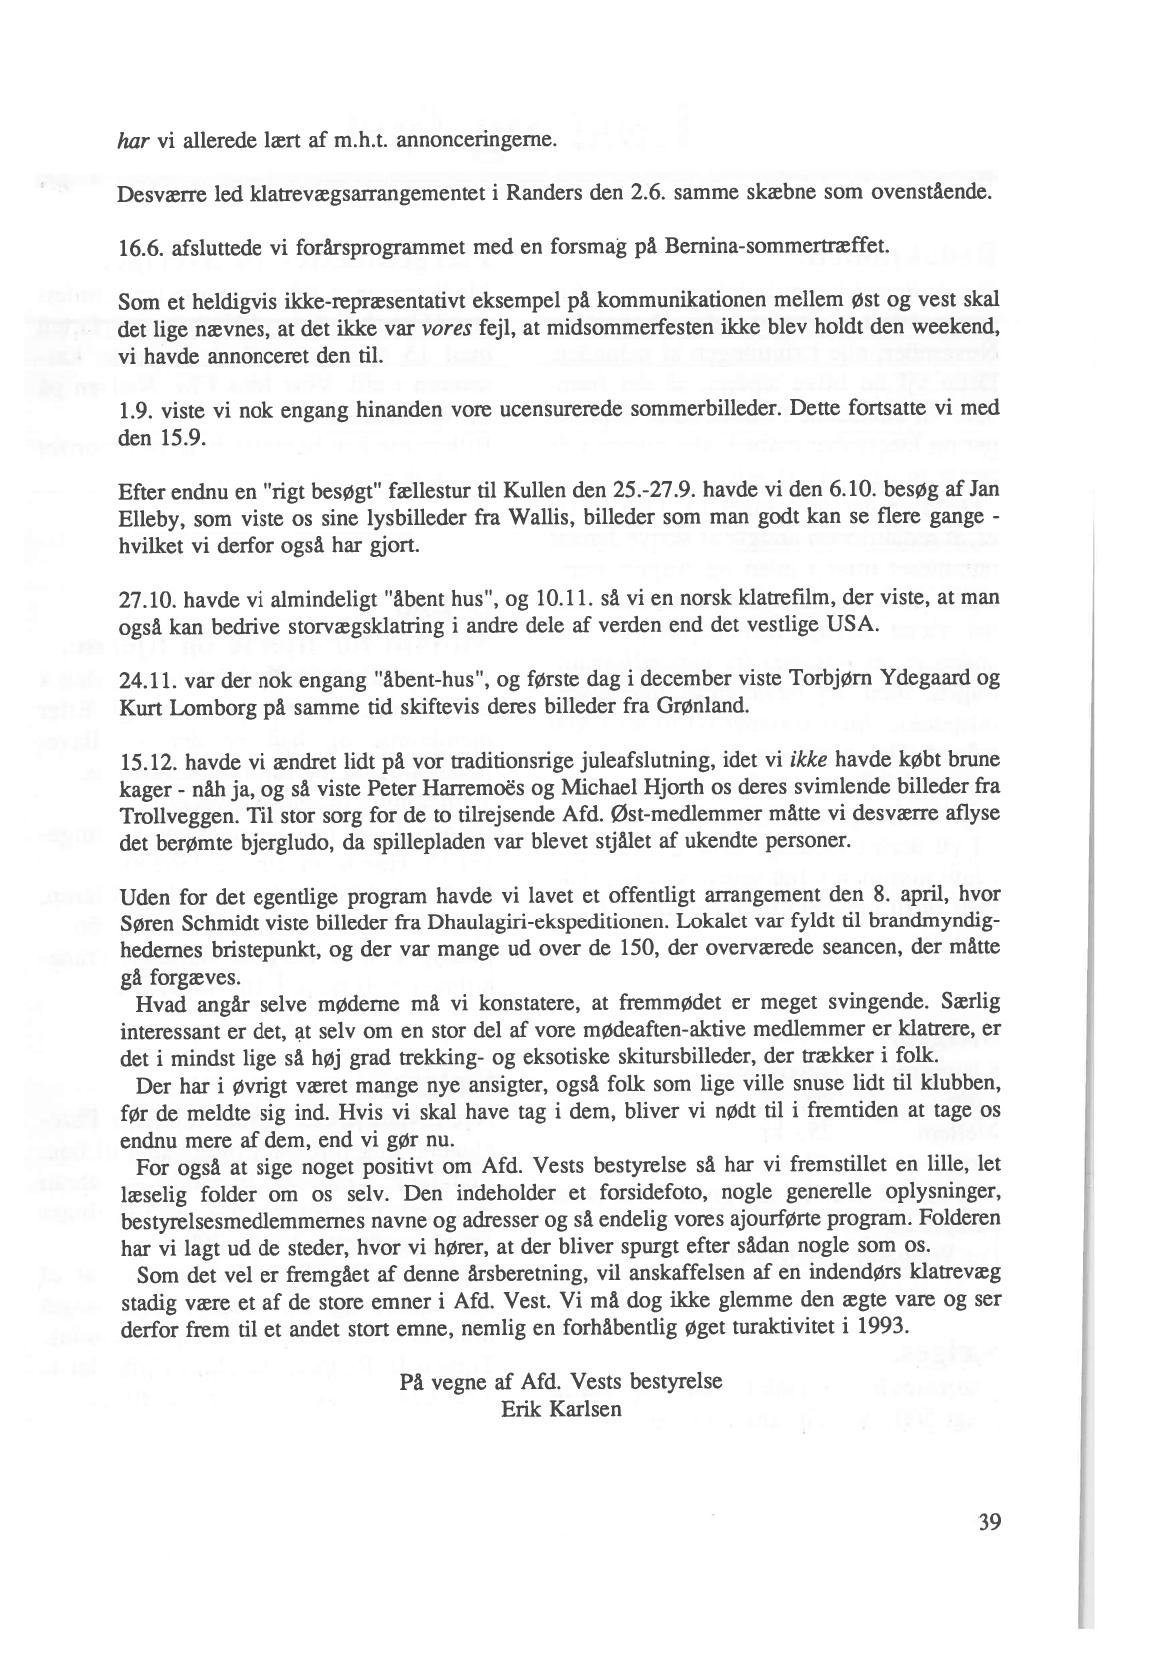 har vi allerede lært af m.h.t. annonceringerne.
Desværre led klatrevægsarrangementet i Randers den 2.6. samme skæbne som ovenstående.
16.6. afsluttede vi forårsprogrammet med en forsmag på Bernina-sommertræffet.
Som et heldigvis ikke-repræsentativt eksempel på kommunikationen mellem øst og vest skal
det lige nævnes, at det ikke var vores fejl, at midsommerfesten ikke blev holdt den weekend,
vi havde annonceret den til.
1.9. viste vi nok engang hinanden vore ucensurerede sommerbilleder. Dette fortsatte vi med
den 15.9.
Efter endnu en "rigt besøgt" fællestur til Kullen den 25.-27.9. havde vi den 6.10. besøg af Jan
Elleby, som viste os sine lysbilleder fra Wallis, billeder som man godt kan se flere gange -
hvilket vi derfor også har gjort.
27.10. havde vi almindeligt "åbent hus", og 10.11. så vi en norsk klatrefilm, der viste, at man
også kan bedrive storvægsklatring i andre dele af verden end det vestlige USA.
24.11. var der nok engang "åbent-hus", og første dag i december viste Torbjørn Ydegaard og
Kurt Lomborg på samme tid skiftevis deres billeder fra Grønland.
15.12. havde vi ændret lidt på vor traditionsrige juleafslutning, idet vi ikke havde købt brune
kager - nåh ja, og så viste Peter Harremoës og Michael Hjorth os deres svimlende billeder fra
Trollveggen. Til stor sorg for de to tilrejsende Afd. Øst-medlemmer måtte vi desværre aflyse
det berømte bjergludo, da spillepladen var blevet stjålet af ukendte personer.
Uden for det egentlige program havde vi lavet et offentligt arrangement den 8. april, hvor
Søren Schmidt viste billeder fra Dhaulagiri-ekspeditionen. Lokalet var fyldt til brandmyndig-
hedernes bristepunkt, og der var mange ud over de 150, der overværede seancen, der måtte
gå forgæves.
Hvad angår selve møderne må vi konstatere, at fremmødet er meget svingende. Særlig
interessant er det, at selv om en stor del af vore mødeaften-aktive medlemmer er klatrere, er
det i mindst lige så høj grad trekking- og eksotiske skitursbilleder, der trækker i folk.
Der har i øvrigt været mange nye ansigter, også folk som lige ville snuse lidt til klubben,
før de meldte sig ind. Hvis vi skal have tag i dem, bliver vi nødt til i fremtiden at tage os
endnu mere af dem, end vi gør nu.
For også at sige noget positivt om Afd. Vests bestyrelse så har vi fremstillet en lille, let
læselig folder om os selv. Den indeholder et forsidefoto, nogle generelle oplysninger,
bestyrelsesmedlemmernes navne og adresser og så endelig vores ajourførte program. Folderen
har vi lagt ud de steder, hvor vi hører, at der bliver spurgt efter sådan nogle som os.
Som det vel er fremgået af denne årsberetning, vil anskaffelsen af en indendørs klatrevæg
stadig være et af de store emner i Afd. Vest. Vi må dog ikke glemme den ægte vare og ser
derfor frem til et andet stort emne, nemlig en forhåbentlig øget turaktivitet i 1993.
På vegne af Afd. Vests bestyrelse
Erik Karlsen
39